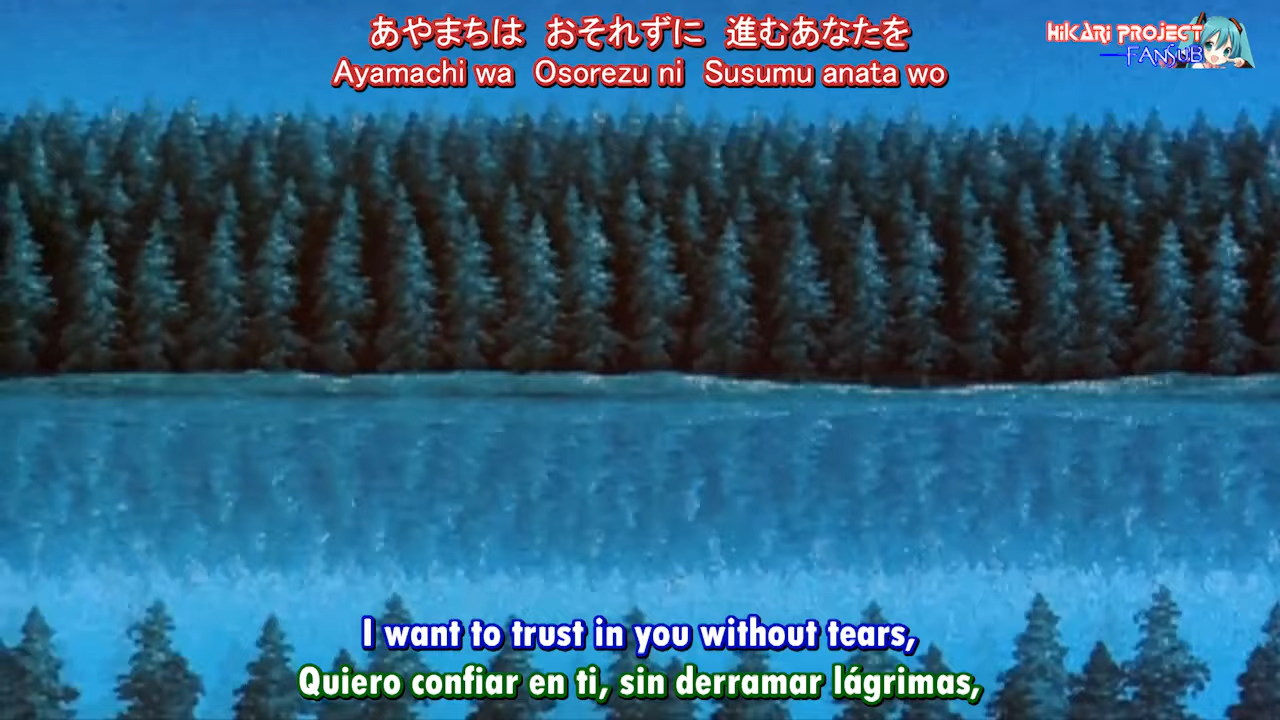 あやまちは　おそれずに　進むあなたを
Ayamachi wa Osorezu ni Susumu anata wo
HiKARi PROJECT
FANSUB
I want to trust in you without tears,
Quiero confiar en ti, sin derramar lágrimas,